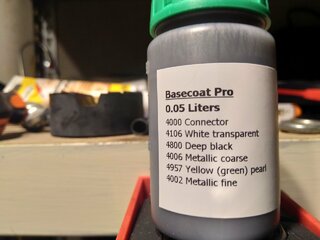 Basecoat Pro
0.05 Liters
4000 Connector
4106 White transparent
4800 Deep black
4006 Metallic coarse
4957 Yellow (green) pearl
4002 Metallic fine